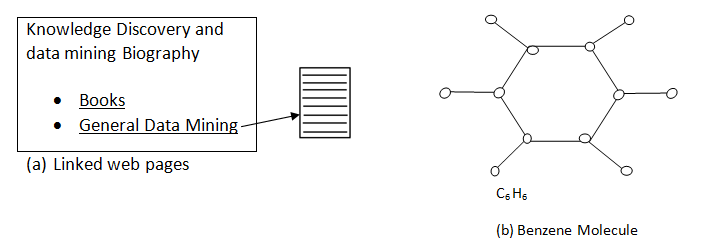 Knowledge Discovery and
data mining Biography
• Books
• General Data Mining
(a) Linked web pages
C₆H₆
(b) Benzene Molecule